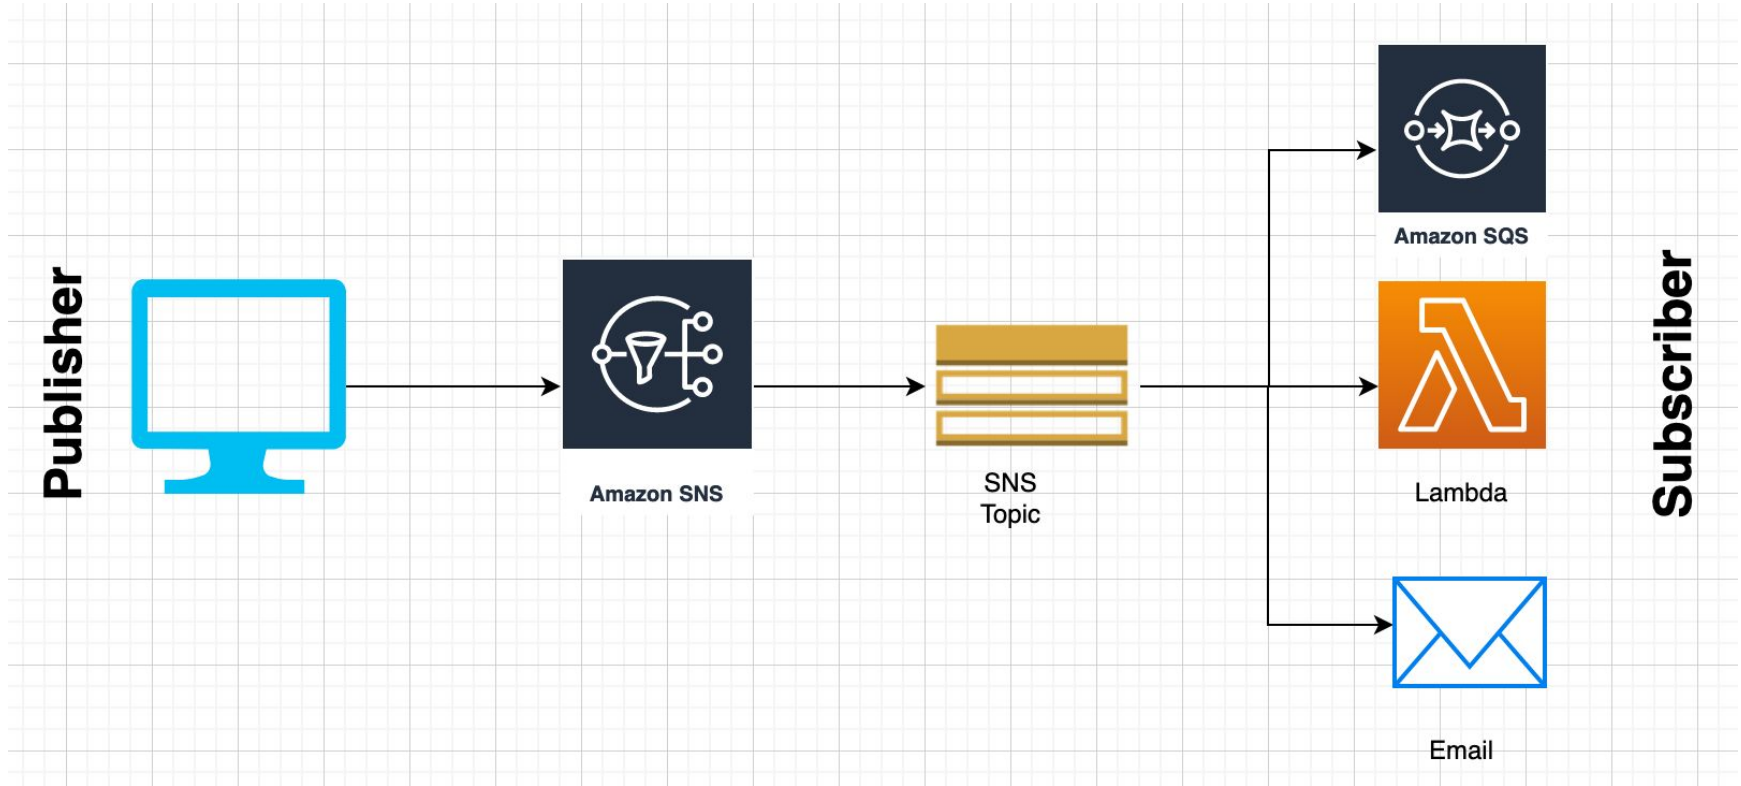 Publisher
Amazon SNS
SNS
Topic
Amazon SQS
Lambda
Email
Subscriber